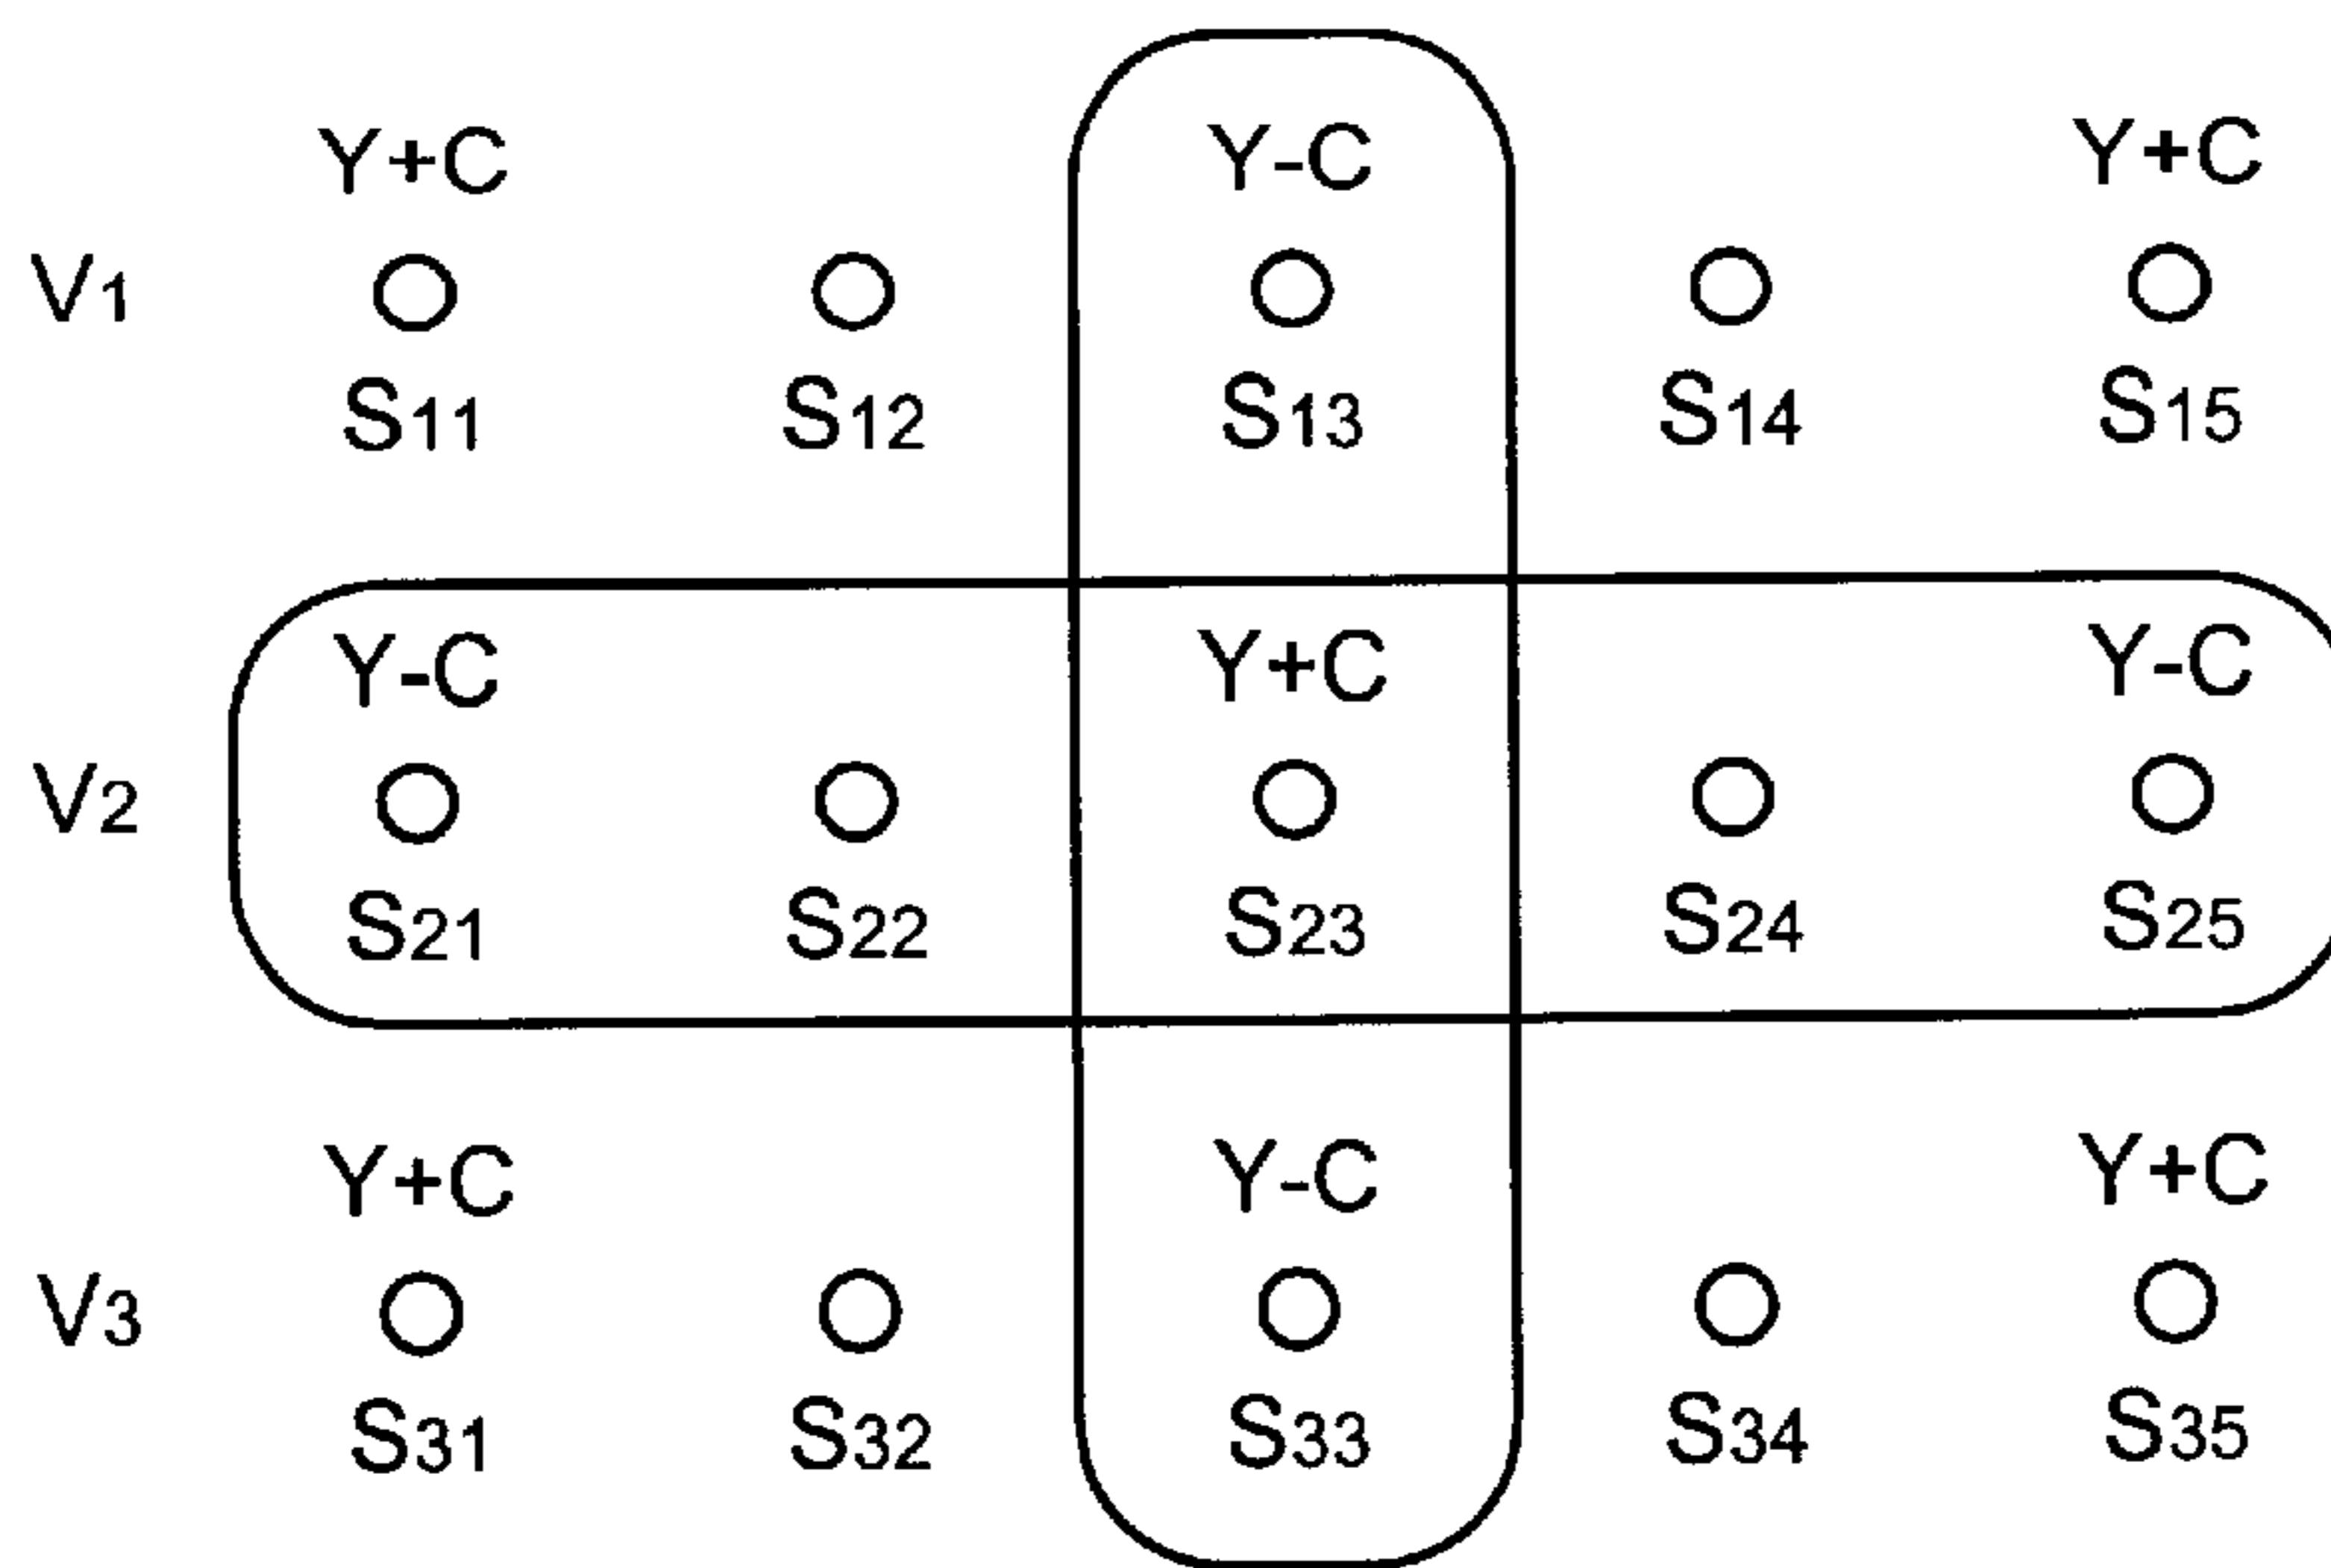 Y+C Y-C Y+C
V1
S11 S12 S13 S14 S15
Y-C Y+C Y-C
V2
S21 S22 S23 S24 S25
Y+C Y-C Y+C
V3
S31 S32 S33 S34 S35